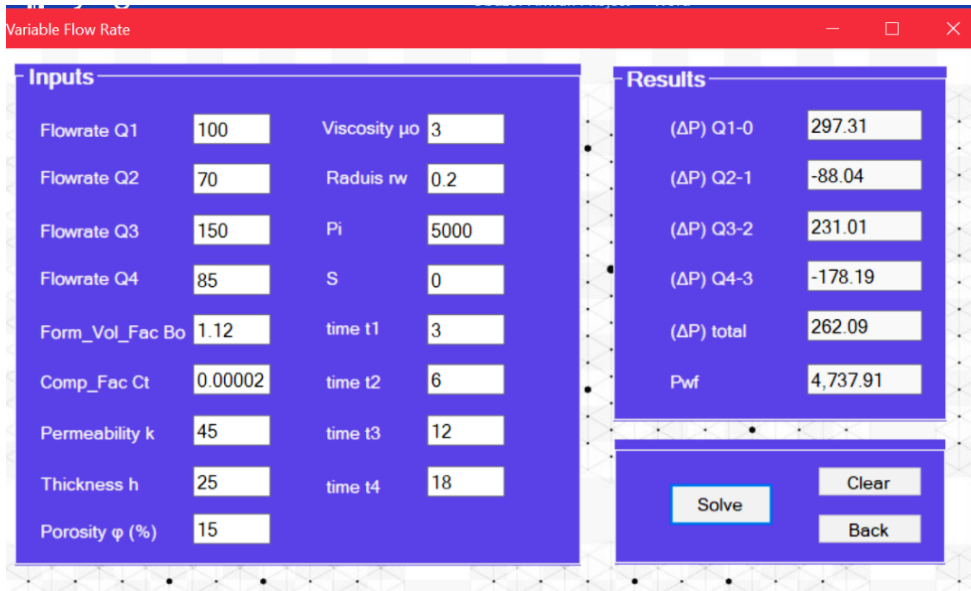 Variable Flow Rate
Inputs
Flowrate Q1 100 Viscosity µo 3
Flowrate Q2 70 Raduis rw 0.2
Flowrate Q3 150 Pi 5000
Flowrate Q4 85 S 0
Form_Vol_Fac Bo 1.12 time t1 3
Comp_Fac Ct 0.00002 time t2 6
Permeability k 45 time t3 12
Thickness h 25 time t4 18
Porosity φ (%) 15
Results
(ΔP) Q1-0 297.31
(ΔP) Q2-1 -88.04
(ΔP) Q3-2 231.01
(ΔP) Q4-3 -178.19
(ΔP) total 262.09
Pwf 4,737.91
Solve
Clear
Back